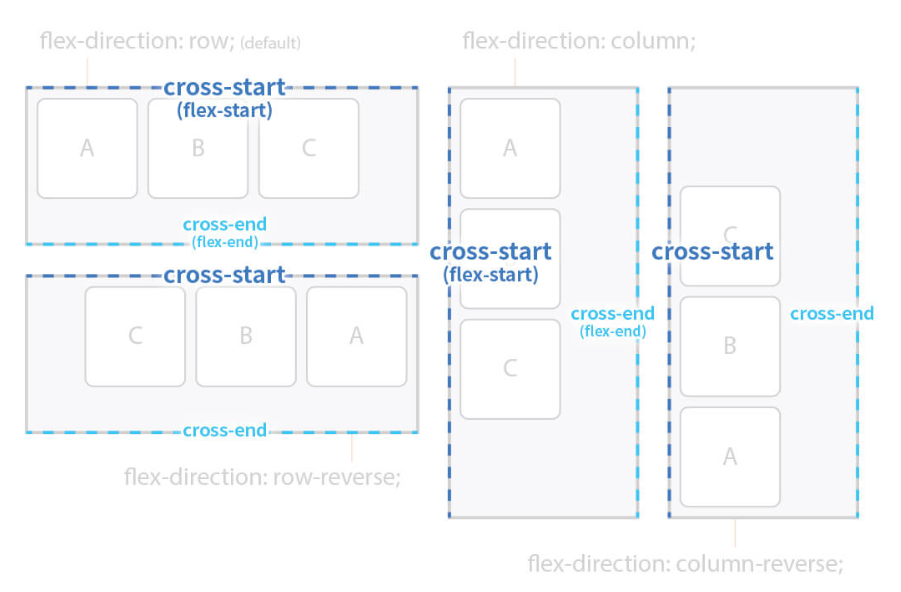 flex-direction: row; (default)
cross-start
(flex-start)
A
B
C
cross-end
(flex-end)
cross-start
C
B
A
cross-end
flex-direction: row-reverse;
flex-direction: column;
A
cross-start
(flex-start)
cross-end
(flex-end)
C
C
cross-start
cross-end
B
A
flex-direction: column-reverse;